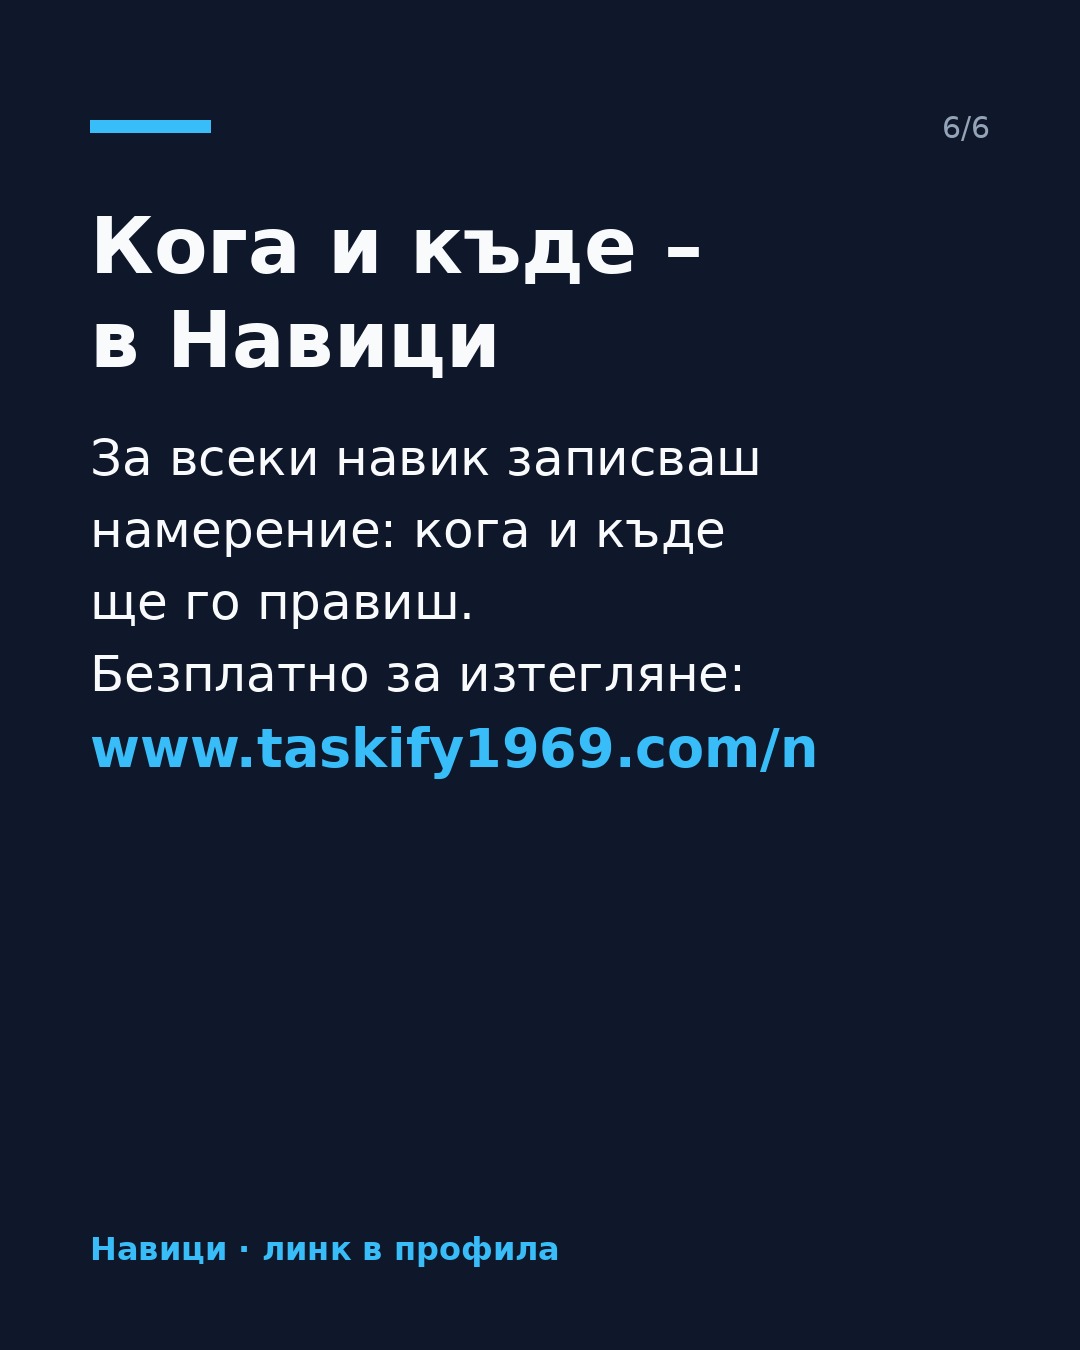 6/6
Кога и къде –
в Навици
За всеки навик записваш
намерение: кога и къде
ще го правиш.
Безплатно за изтегляне:
www.taskify1969.com/n
Навици · линк в профила